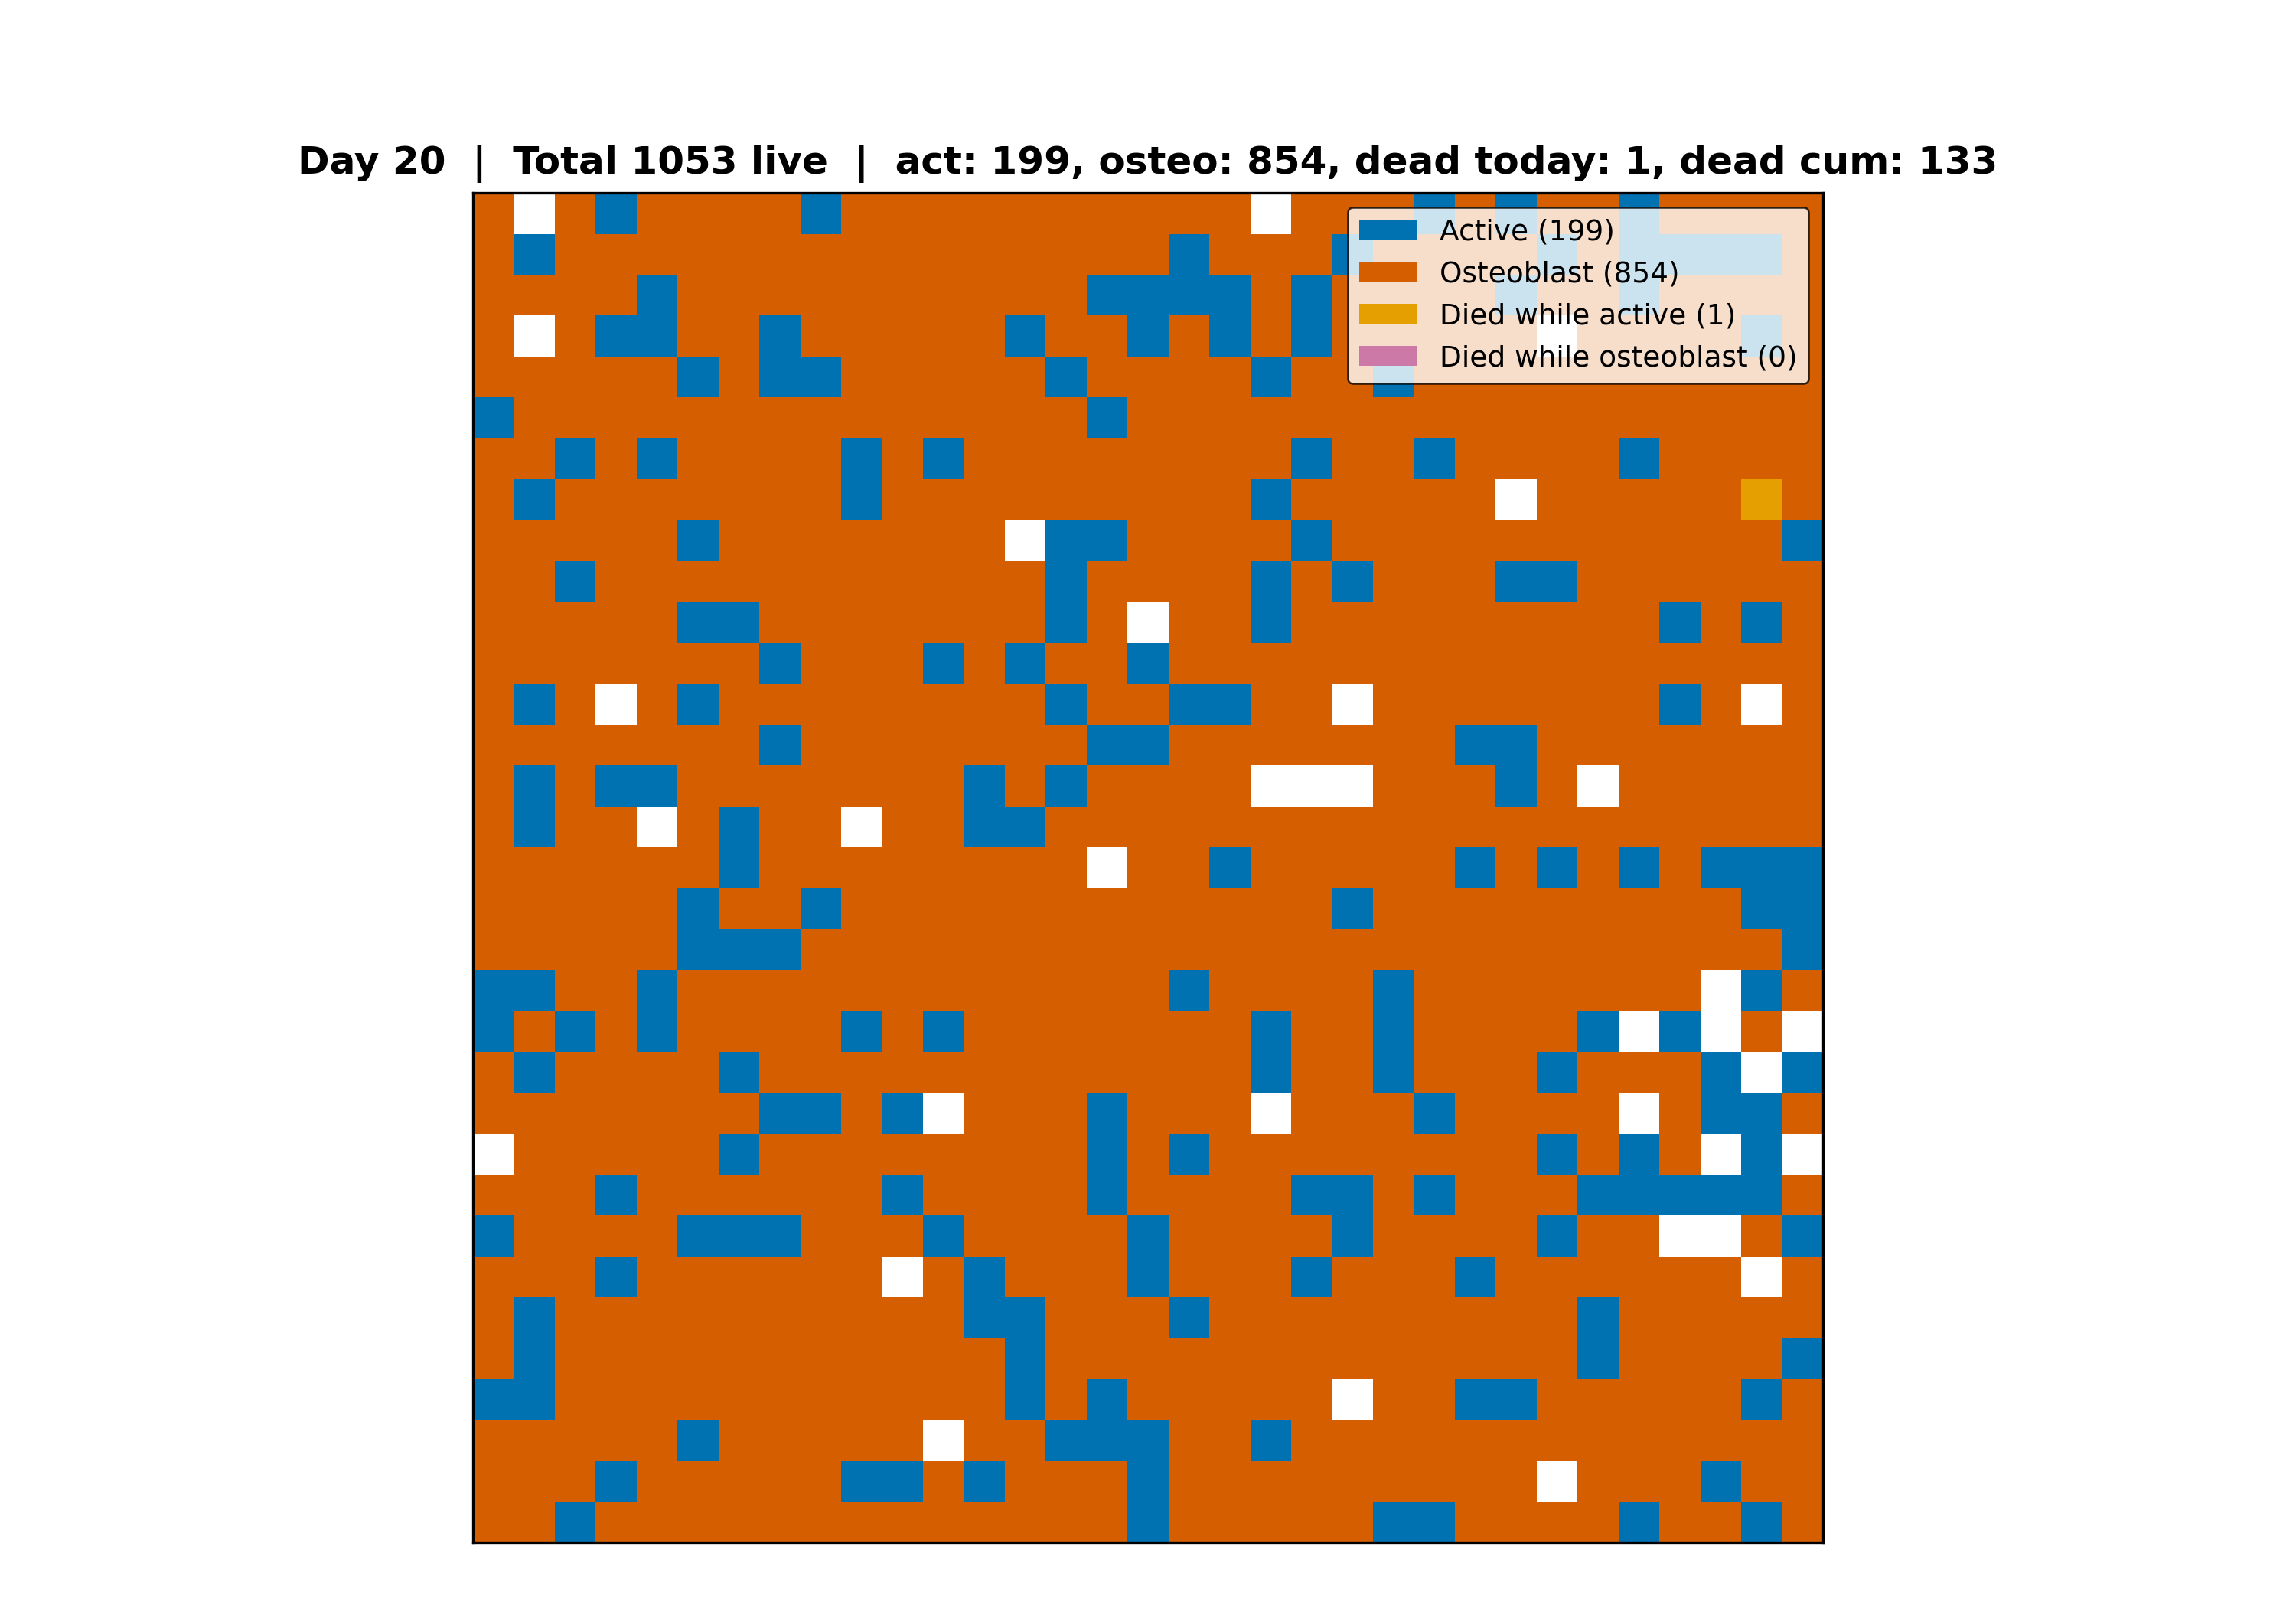 Day 20 | Total 1053 live | act: 199, osteo: 854, dead today: 1, dead cum: 133
Active (199)
Osteoblast (854)
Died while active (1)
Died while osteoblast (0)